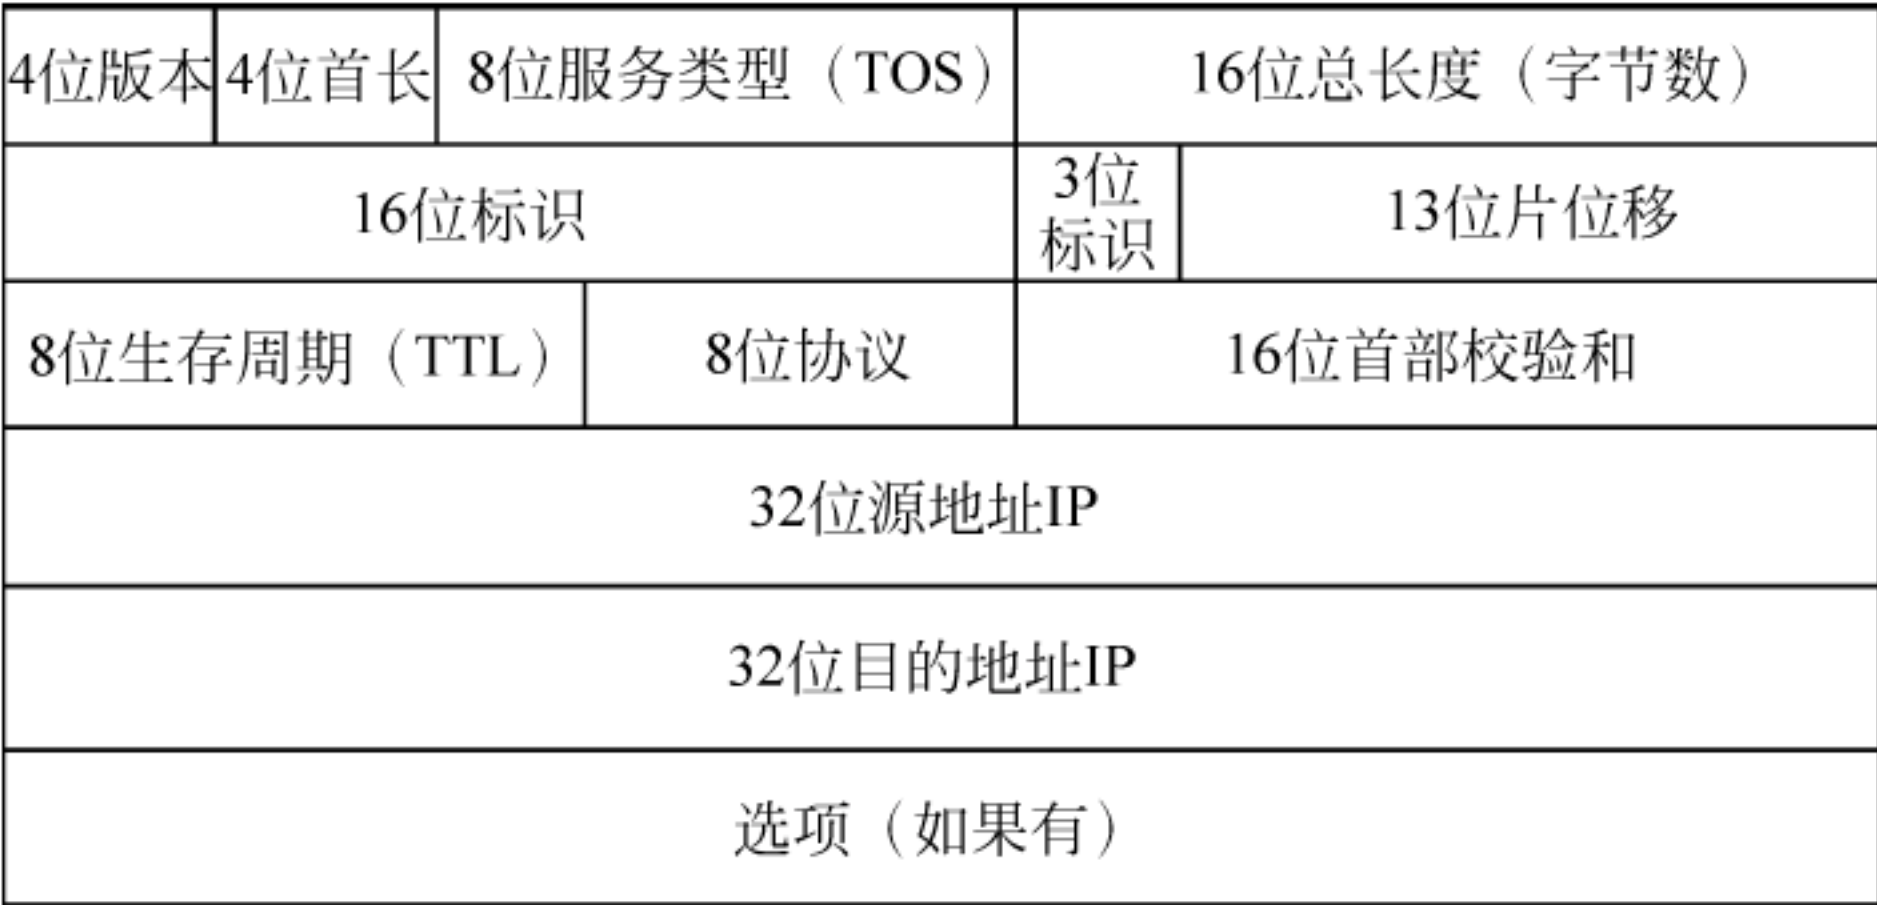 4位版本 4位首长 8位服务类型（TOS） 16位总长度（字节数）
16位标识 3位标识 13位片位移
8位生存周期（TTL） 8位协议 16位首部校验和
32位源地址IP
32位目的地址IP
选项（如果有）